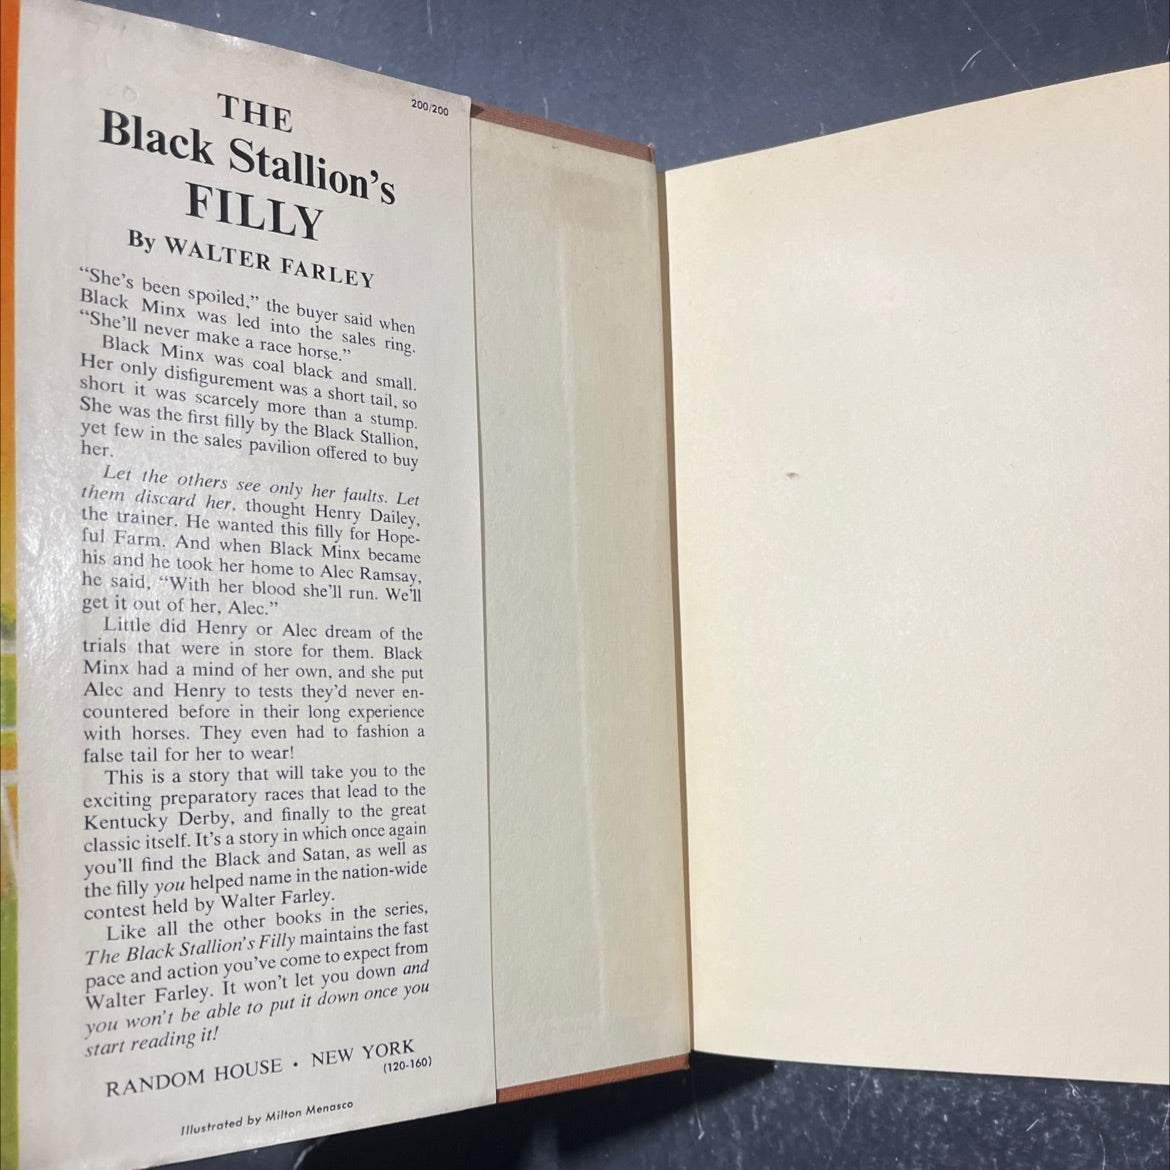 200/200
THE
Black Stallion's
FILLY
By WALTER FARLEY
“She's been spoiled,” the buyer said when
Black Minx was led into the sales ring.
“She'll never make a race horse.”
Black Minx was coal black and small.
Her only disfigurement was a short tail, so
short it was scarcely more than a stump.
She was the first filly by the Black Stallion,
yet few in the sales pavilion offered to buy
her.
Let the others see only her faults. Let
them discard her, thought Henry Dailey,
the trainer. He wanted this filly for Hope-
ful Farm. And when Black Minx became
his and he took her home to Alec Ramsay,
he said, “With her blood she'll run. We'll
get it out of her, Alec.”
Little did Henry or Alec dream of the
trials that were in store for them. Black
Minx had a mind of her own, and she put
Alec and Henry to tests they'd never en-
countered before in their long experience
with horses. They even had to fashion a
false tail for her to wear!
This is a story that will take you to the
exciting preparatory races that lead to the
Kentucky Derby, and finally to the great
classic itself. It's a story in which once again
you'll find the Black and Satan, as well as
the filly you helped name in the nation-wide
contest held by Walter Farley.
Like all the other books in the series,
The Black Stallion's Filly maintains the fast
pace and action you've come to expect from
Walter Farley. It won't let you down and
you won't be able to put it down once you
start reading it!
RANDOM HOUSE • NEW YORK
(120-160)
Illustrated by Milton Menasco